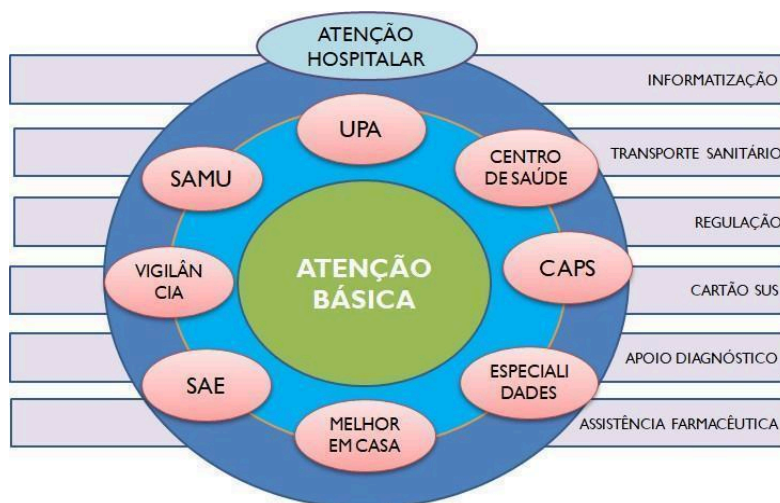 ATENÇÃO
HOSPITALAR
INFORMATIZAÇÃO
UPA
CENTRO
DE SAÚDE
TRANSPORTE SANITÁRIO
SAMU
REGULAÇÃO
ATENÇÃO
BÁSICA
VIGILÂN
CIA
CAPS
CARTÃO SUS
APOIO DIAGNÓSTICO
SAE
ESPECIALI
DADES
MELHOR
EM CASA
ASSISTÊNCIA FARMACÊUTICA